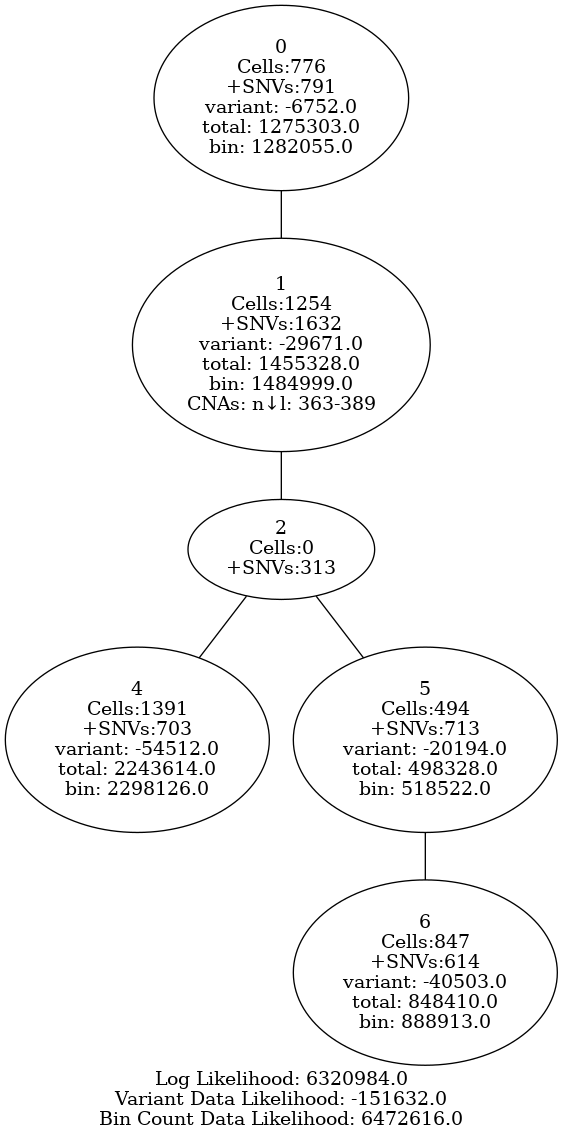 0
Cells:776
+SNVs:791
variant: -6752.0
total: 1275303.0
bin: 1282055.0
1
Cells:1254
+SNVs:1632
variant: -29671.0
total: 1455328.0
bin: 1484999.0
CNAs: n↓l: 363-389
2
Cells:0
+SNVs:313
4
Cells:1391
+SNVs:703
variant: -54512.0
total: 2243614.0
bin: 2298126.0
5
Cells:494
+SNVs:713
variant: -20194.0
total: 498328.0
bin: 518522.0
6
Cells:847
+SNVs:614
variant: -40503.0
total: 848410.0
bin: 888913.0
Log Likelihood: 6320984.0
Variant Data Likelihood: -151632.0
Bin Count Data Likelihood: 6472616.0